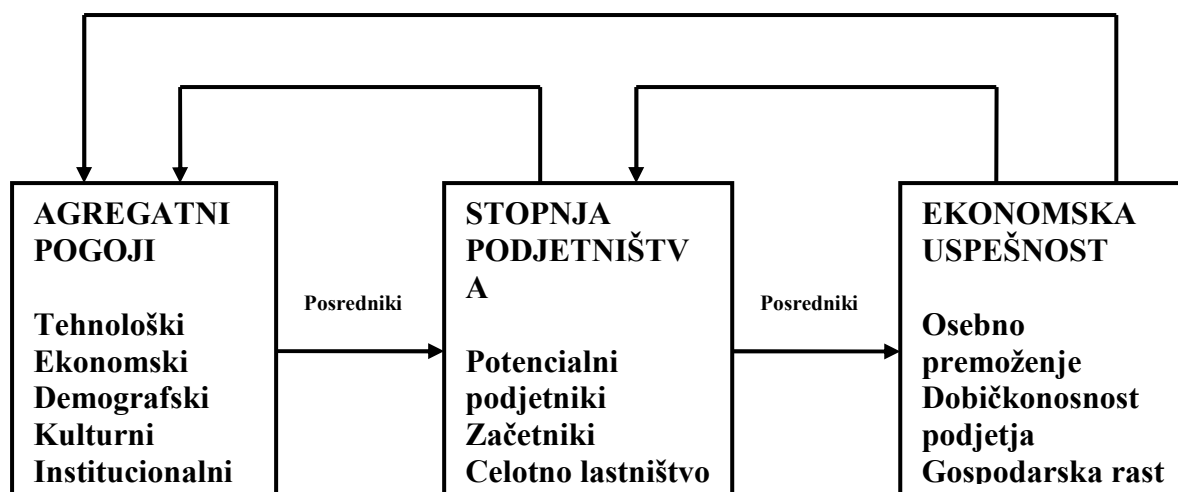 AGREGATNI
POGOJI
Tehnološki
Ekonomski
Demografski
Kulturni
Institucionalni
Posredniki
STOPNJA
PODJETNIŠTV
A
Potencialni
podjetniki
Začetniki
Celotno lastništvo
Posredniki
EKONOMSKA
USPEŠNOST
Osebno
premoženje
Dobičkonosnost
podjetja
Gospodarska rast